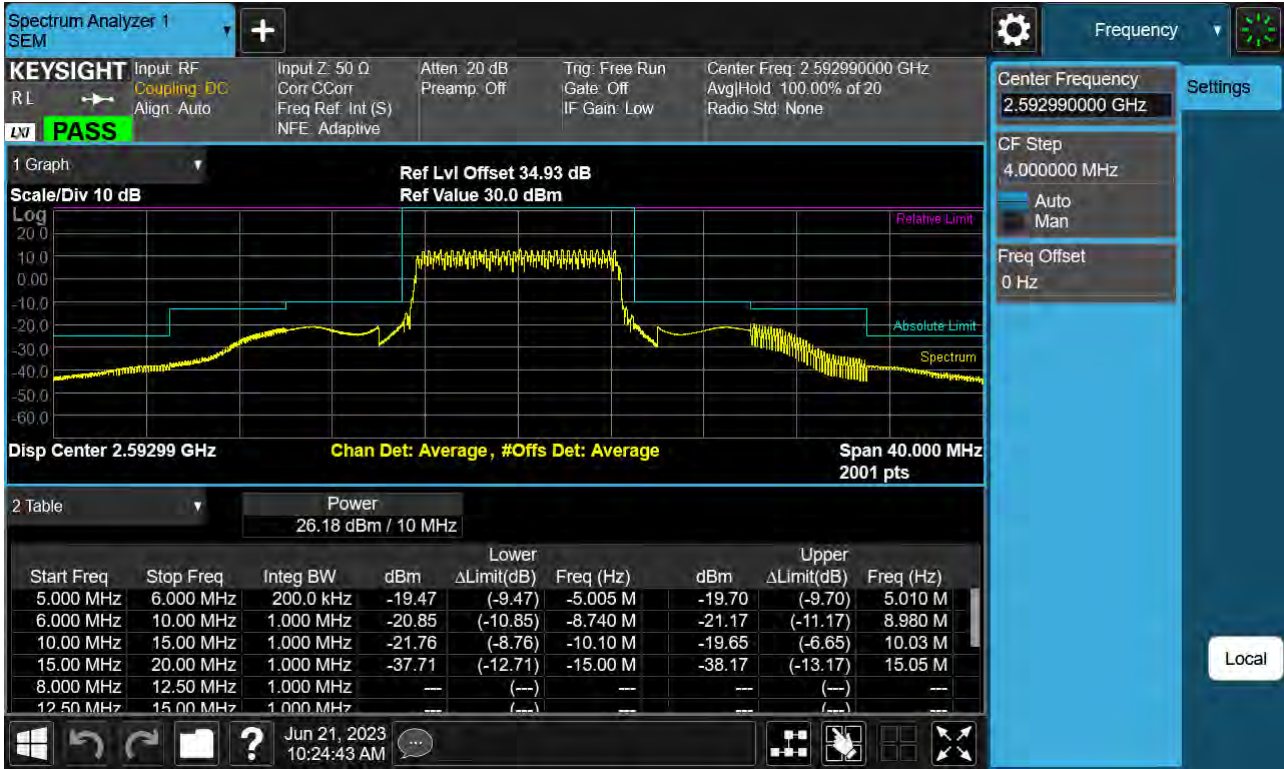 Spectrum Analyzer 1
SEM
Frequency
KEYSIGHT
R L
LXI
PASS
Input: RF
Coupling: DC
Align: Auto
Input Z: 50 Ω
Corr CCorr
Freq Ref: Int (S)
NFE: Adaptive
Atten: 20 dB
Preamp: Off
Trig: Free Run
Gate: Off
IF Gain: Low
Center Freq: 2.592990000 GHz
Avg|Hold: 100.00% of 20
Radio Std: None
Center Frequency
2.592990000 GHz
Settings
CF Step
4.000000 MHz
Auto
Man
Freq Offset
0 Hz
Local
1 Graph
Scale/Div 10 dB
Ref Lvl Offset 34.93 dB
Ref Value 30.0 dBm
Log
20.0
10.0
0.00
-10.0
-20.0
-30.0
-40.0
-50.0
-60.0
Relative Limit
Absolute Limit
Spectrum
Disp Center 2.59299 GHz
Chan Det: Average, #Offs Det: Average
Span 40.000 MHz
2001 pts
2 Table
Power
26.18 dBm / 10 MHz
Lower Upper
Start Freq Stop Freq Integ BW dBm ΔLimit(dB) Freq (Hz) dBm ΔLimit(dB) Freq (Hz)
5.000 MHz 6.000 MHz 200.0 kHz -19.47 (-9.47) -5.005 M -19.70 (-9.70) 5.010 M
6.000 MHz 10.00 MHz 1.000 MHz -20.85 (-10.85) -8.740 M -21.17 (-11.17) 8.980 M
10.00 MHz 15.00 MHz 1.000 MHz -21.76 (-8.76) -10.10 M -19.65 (-6.65) 10.03 M
15.00 MHz 20.00 MHz 1.000 MHz -37.71 (-12.71) -15.00 M -38.17 (-13.17) 15.05 M
8.000 MHz 12.50 MHz 1.000 MHz --- (---) --- --- (---) ---
12.50 MHz 15.00 MHz 1.000 MHz --- (---) --- --- (---) ---
Jun 21, 2023
10:24:43 AM